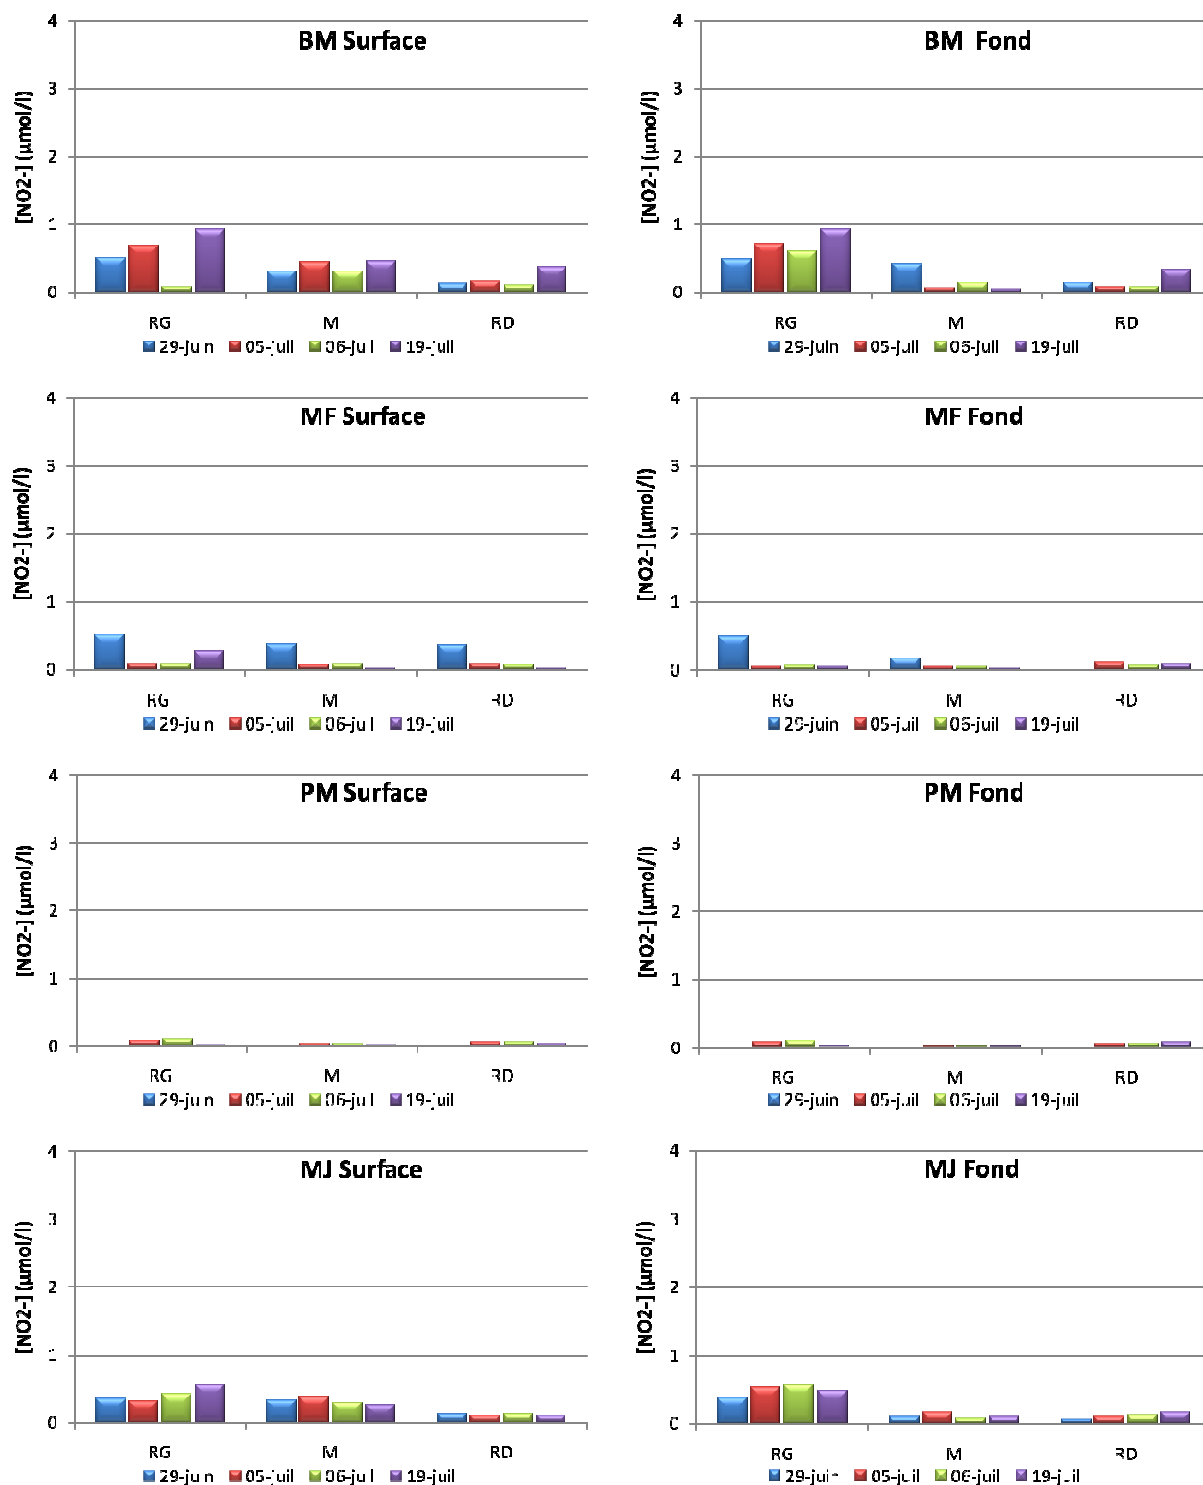 BM Surface
[NO2-] (µmol/l)
4
3
2
1
0
RG M RD
29-juin 05-juil 06-juil 19-juil
BM Fond
[NO2-] (µmol/l)
4
3
2
1
0
RG M RD
29-juin 05-juil 06-juil 19-juil
MF Surface
[NO2-] (µmol/l)
4
3
2
1
0
RG M RD
29-juin 05-juil 06-juil 19-juil
MF Fond
[NO2-] (µmol/l)
4
3
2
1
0
RG M RD
29-juin 05-juil 06-juil 19-juil
PM Surface
[NO2-] (µmol/l)
4
3
2
1
0
RG M RD
29-juin 05-juil 06-juil 19-juil
PM Fond
[NO2-] (µmol/l)
4
3
2
1
0
RG M RD
29-juin 05-juil 06-juil 19-juil
MJ Surface
[NO2-] (µmol/l)
4
3
2
1
0
RG M RD
29-juin 05-juil 06-juil 19-juil
MJ Fond
[NO2-] (µmol/l)
4
3
2
1
0
RG M RD
29-juin 05-juil 06-juil 19-juil